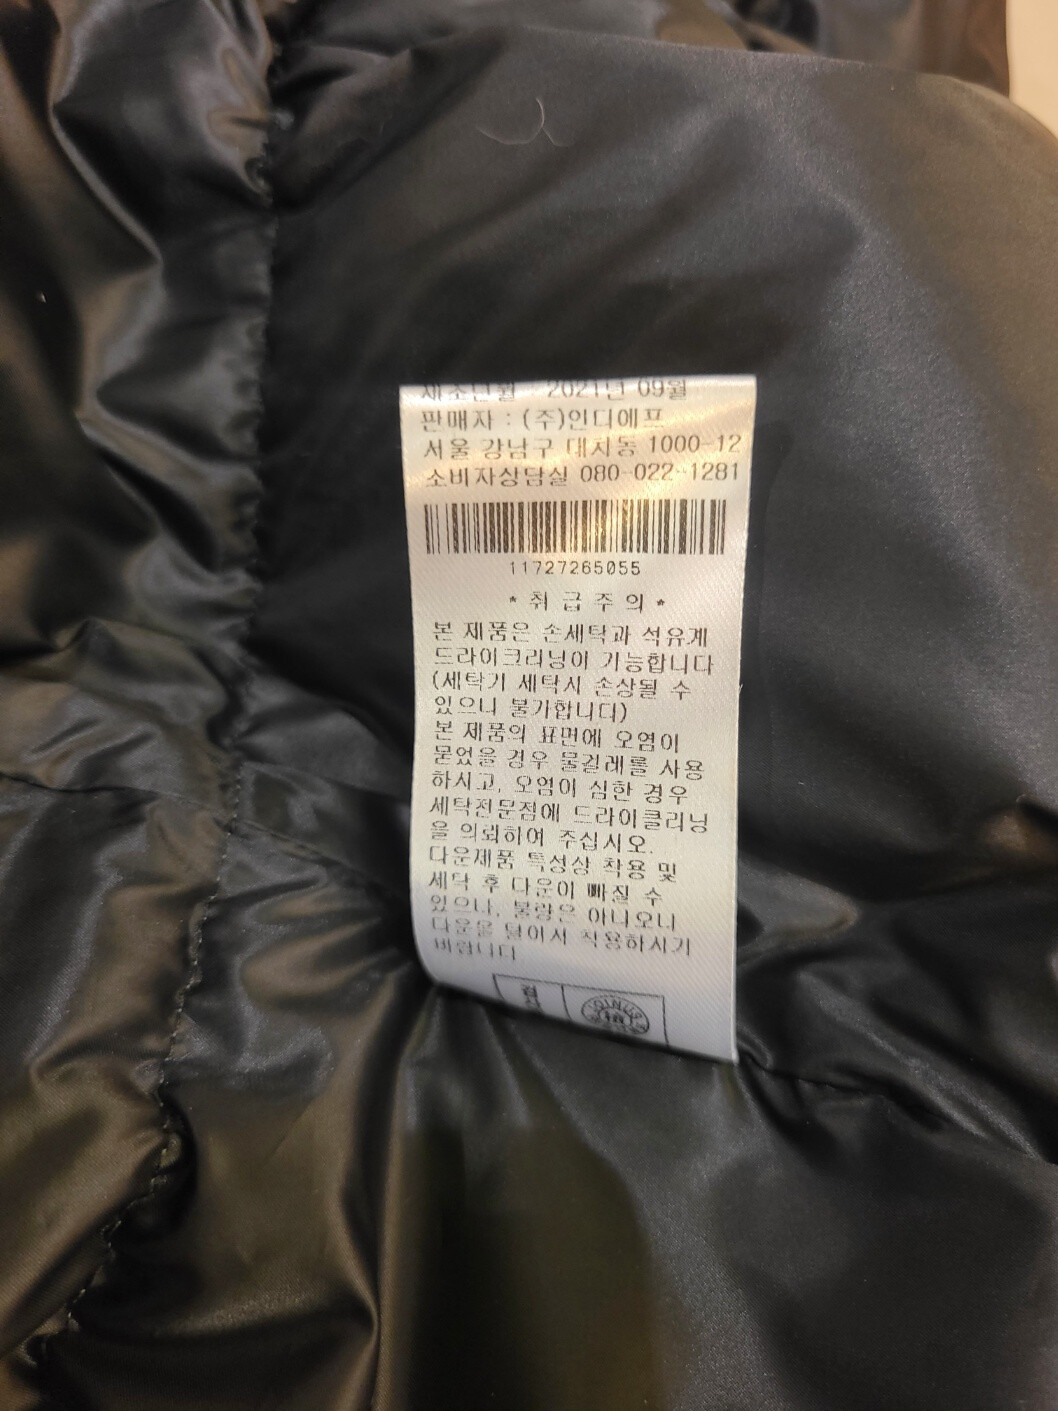 제조년월 : 2021년 09월
판매자 : (주)인디에프
서울 강남구 대치동 1000-12
소비자상담실 080-022-1281
11727265055
* 취 급 주 의 *
본 제품은 손세탁과 석유계
드라이크리닝이 가능합니다
(세탁기 세탁시 손상될 수
있으니 불가합니다)
본 제품의 표면에 오염이
묻었을 경우 물걸레를 사용
하시고, 오염이 심한 경우
세탁전문점에 드라이클리닝
을 의뢰하여 주십시오.
다운제품 특성상 착용 및
세탁 후 다운이 빠질 수
있으나, 불량은 아니오니
다운을 털어서 착용하시기
바랍니다
검
JOINUS